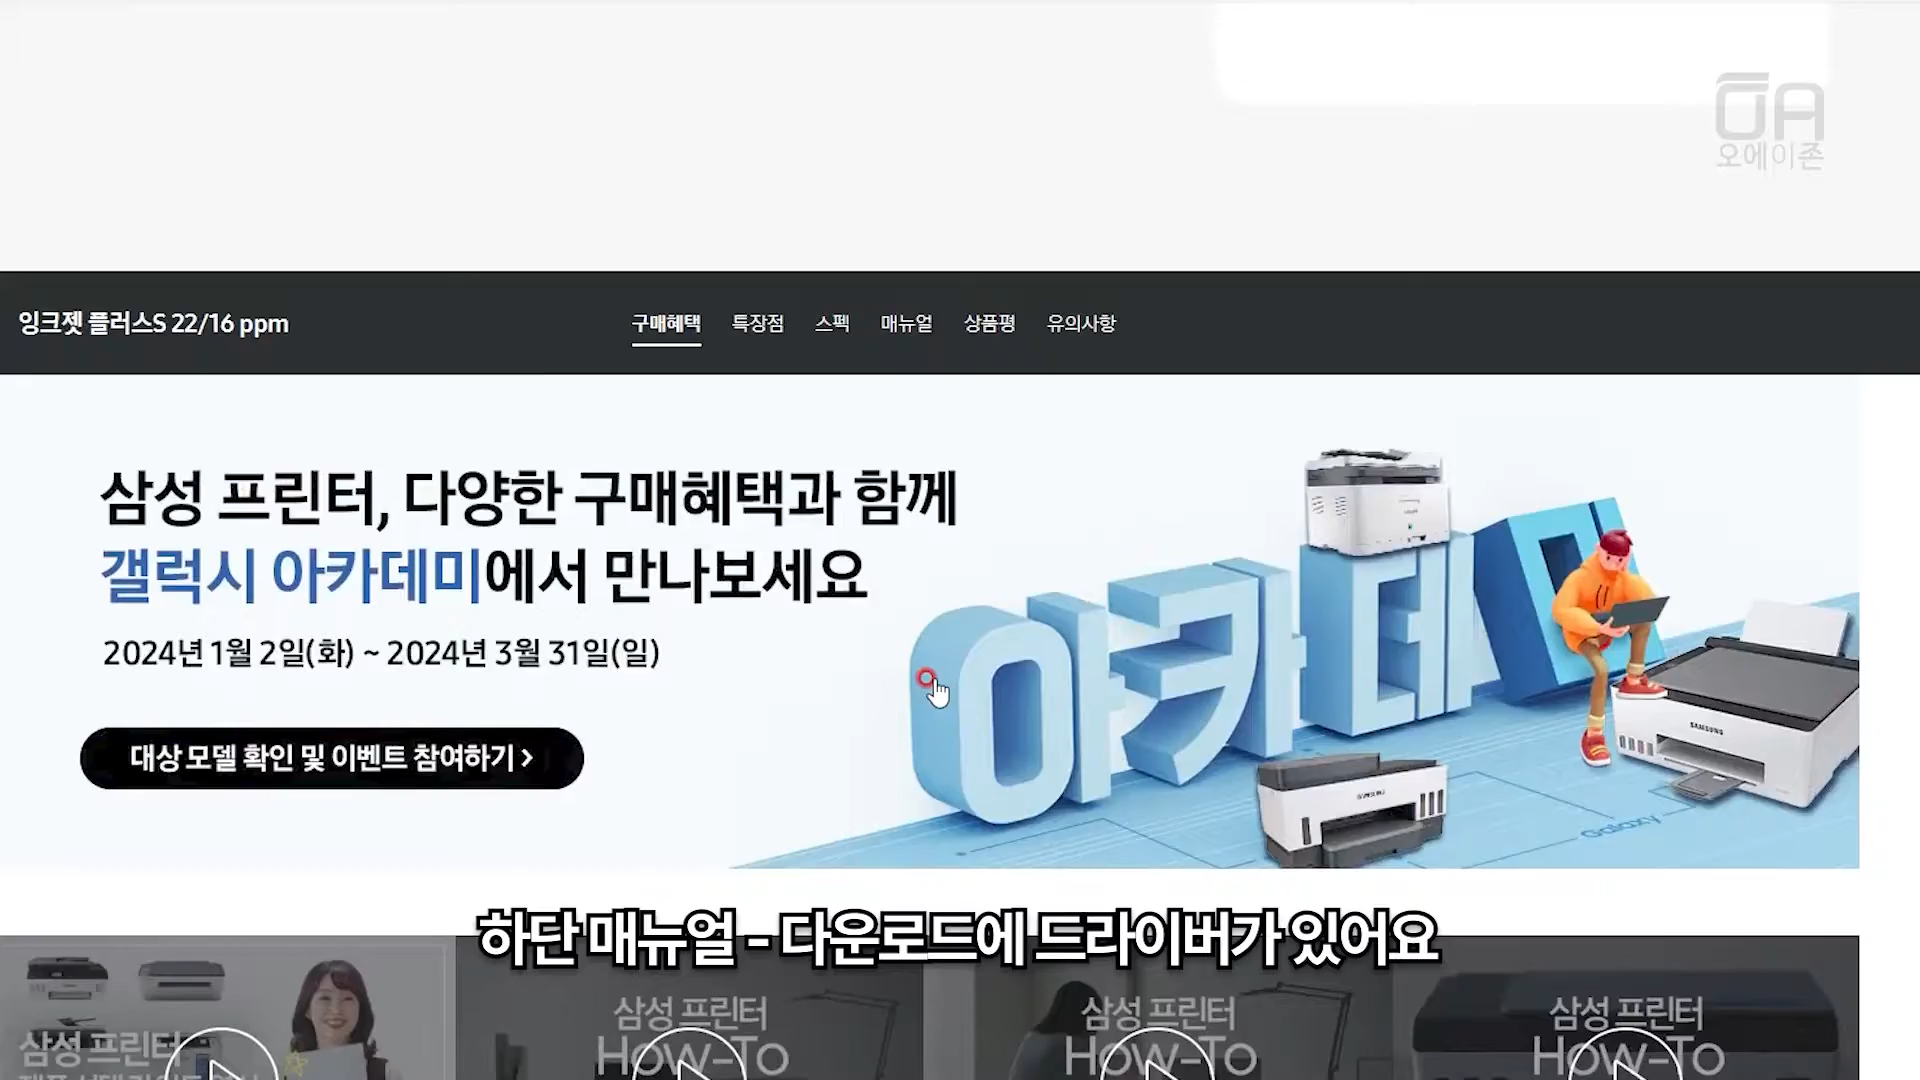 오에이존
잉크젯 플러스S 22/16 ppm
구매혜택 특장점 스펙 매뉴얼 상품평 유의사항
삼성 프린터, 다양한 구매혜택과 함께
갤럭시 아카데미에서 만나보세요
2024년 1월 2일(화) ~ 2024년 3월 31일(일)
대상 모델 확인 및 이벤트 참여하기 >
아카데미
SAMSUNG
SAMSUNG
Galaxy
하단 매뉴얼 - 다운로드에 드라이버가 있어요
삼성 프린터
삼성 프린터
HOW-TO
삼성 프린터
HOW-TO
삼성 프린터
HOW-TO